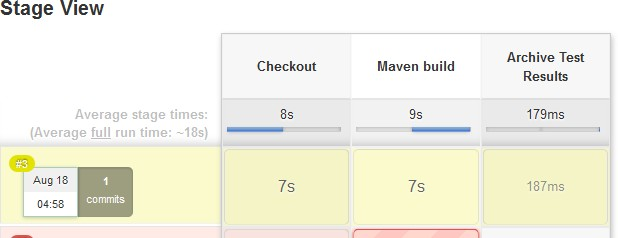 Stage View
Checkout
Maven build
Archive Test
Results
Average stage times:
8s
9s
179ms
(Average full run time: ~18s)
#3
Aug 18
1
commits
04:58
7s
7s
187ms